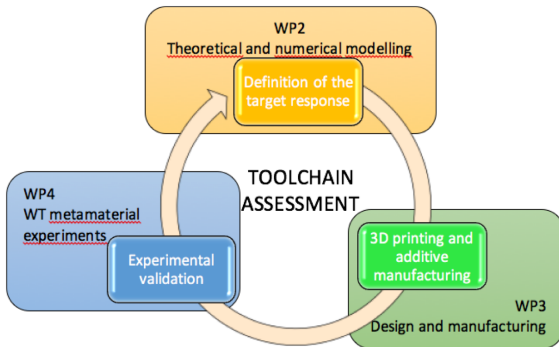 WP2
Theoretical and numerical modelling
Definition of the
target response
TOOLCHAIN
ASSESSMENT
WP4
WT metamaterial
experiments
Experimental
validation
3D printing and
additive
manufacturing
WP3
Design and manufacturing